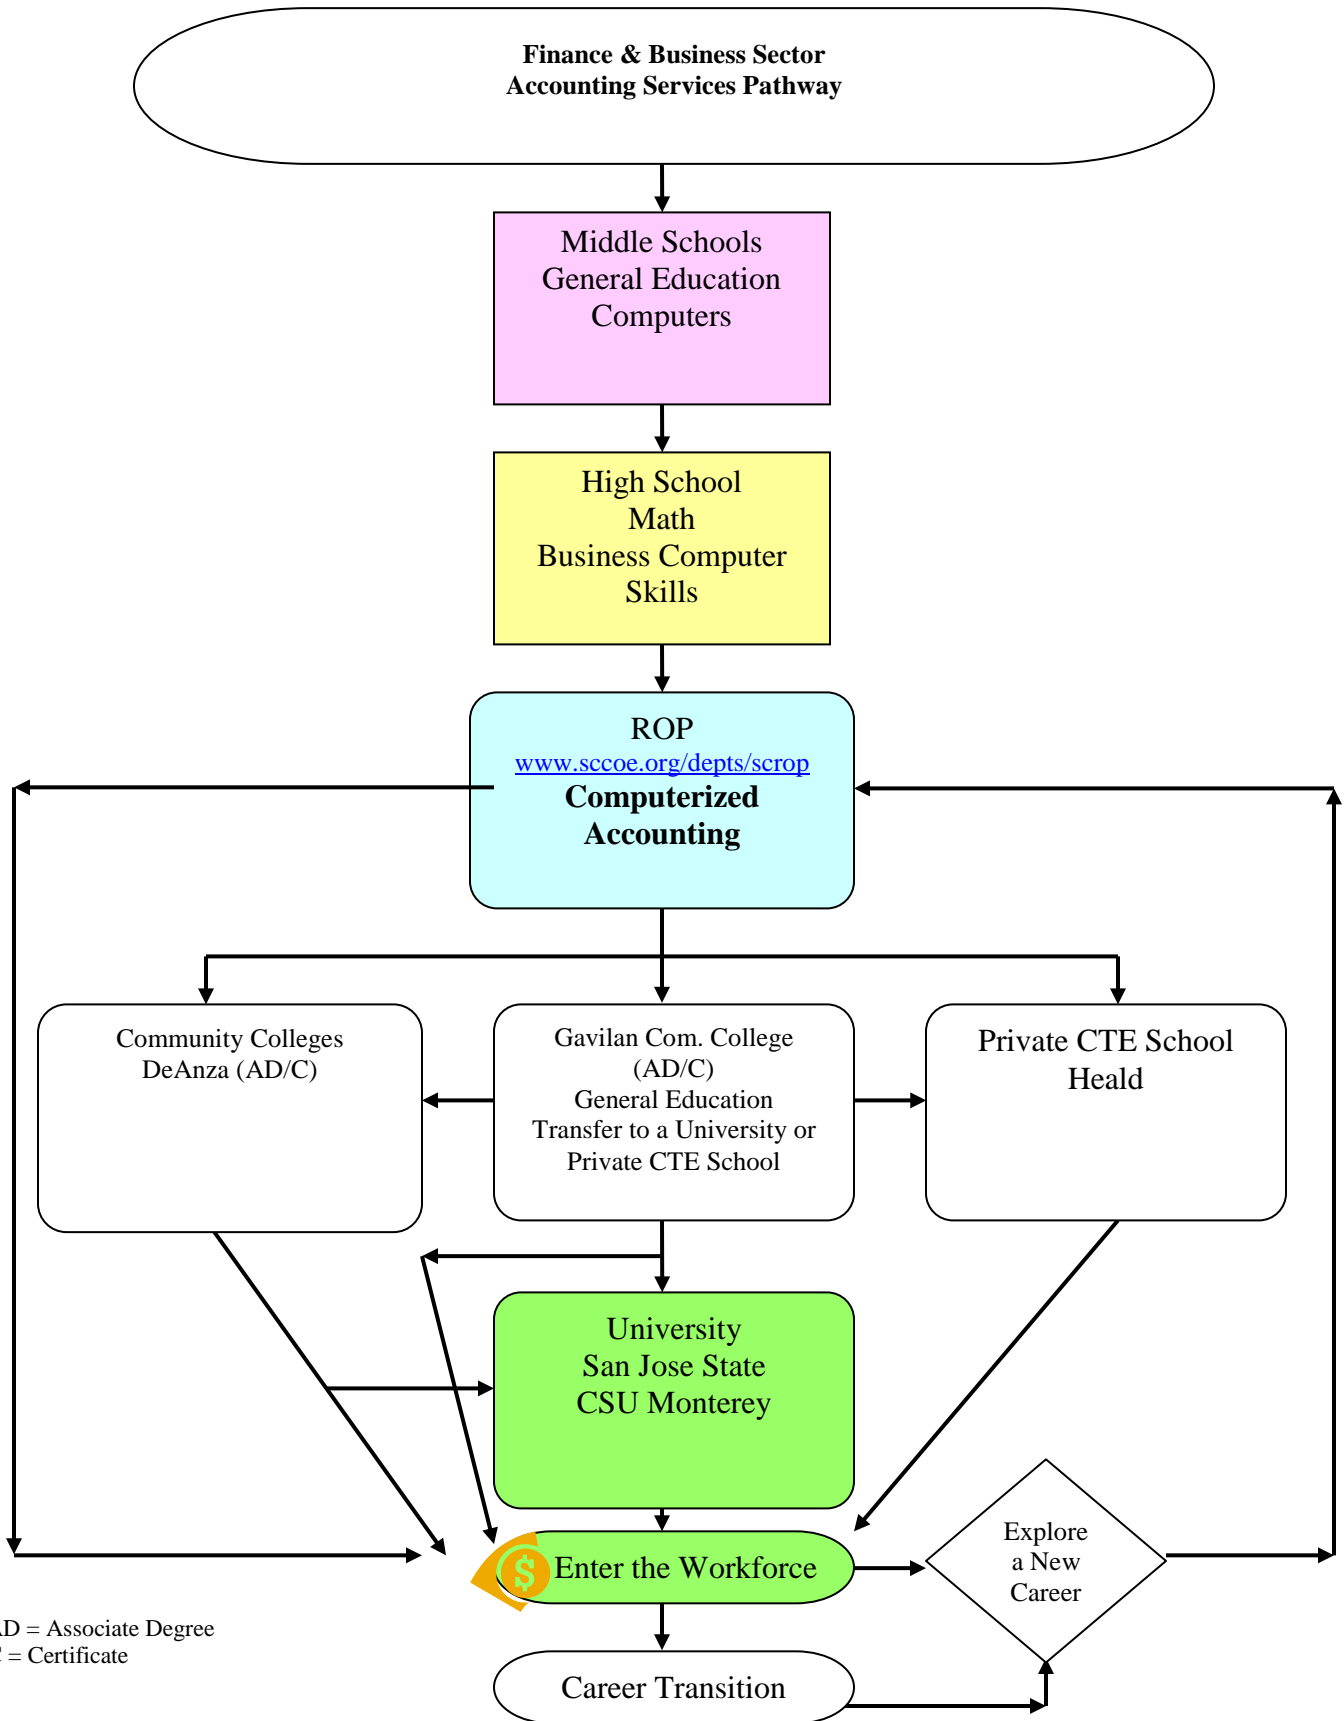 Finance & Business Sector
Accounting Services Pathway
Middle Schools
General Education
Computers
High School
Math
Business Computer
Skills
ROP
www.sccoe.org/depts/scrop
Computerized
Accounting
Community Colleges
DeAnza (AD/C)
Gavilan Com. College
(AD/C)
General Education
Transfer to a University or
Private CTE School
Private CTE School
Heald
University
San Jose State
CSU Monterey
$ Enter the Workforce
Explore
a New
Career
AD = Associate Degree
C = Certificate
Career Transition